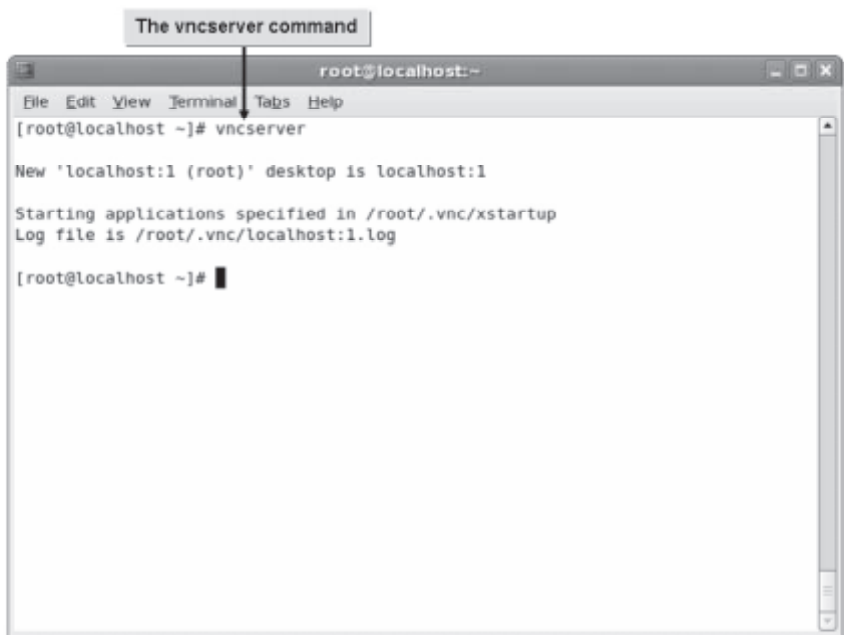 The vncserver command
root@localhost:~
File Edit View Terminal Tabs Help
[root@localhost ~]# vncserver
New 'localhost:1 (root)' desktop is localhost:1
Starting applications specified in /root/.vnc/xstartup
Log file is /root/.vnc/localhost:1.log
[root@localhost ~]#